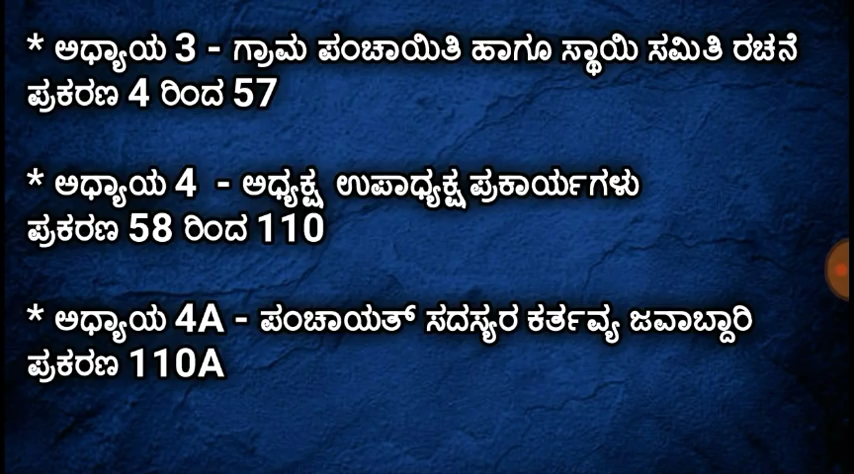 * ಅಧ್ಯಾಯ 3 - ಗ್ರಾಮ ಪಂಚಾಯಿತಿ ಹಾಗೂ ಸ್ಥಾಯಿ ಸಮಿತಿ ರಚನೆ
ಪ್ರಕರಣ 4 ರಿಂದ 57
* ಅಧ್ಯಾಯ 4 - ಅಧ್ಯಕ್ಷ ಉಪಾಧ್ಯಕ್ಷ ಪ್ರಕಾರ್ಯಗಳು
ಪ್ರಕರಣ 58 ರಿಂದ 110
* ಅಧ್ಯಾಯ 4A - ಪಂಚಾಯತ್ ಸದಸ್ಯರ ಕರ್ತವ್ಯ ಜವಾಬ್ದಾರಿ
ಪ್ರಕರಣ 110A